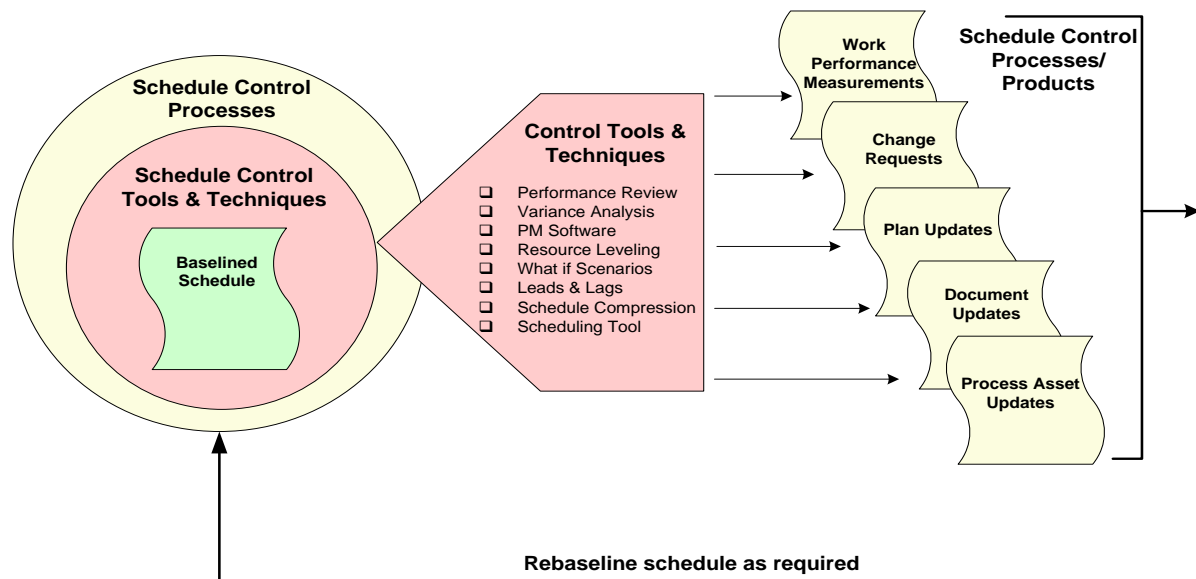 Schedule Control
Processes
Schedule Control
Tools & Techniques
Baselined
Schedule
Control Tools &
Techniques
Performance Review
Variance Analysis
PM Software
Resource Leveling
What if Scenarios
Leads & Lags
Schedule Compression
Scheduling Tool
Work
Performance
Measurements
Change
Requests
Plan Updates
Document
Updates
Process Asset
Updates
Schedule Control
Processes/
Products
Rebaseline schedule as required